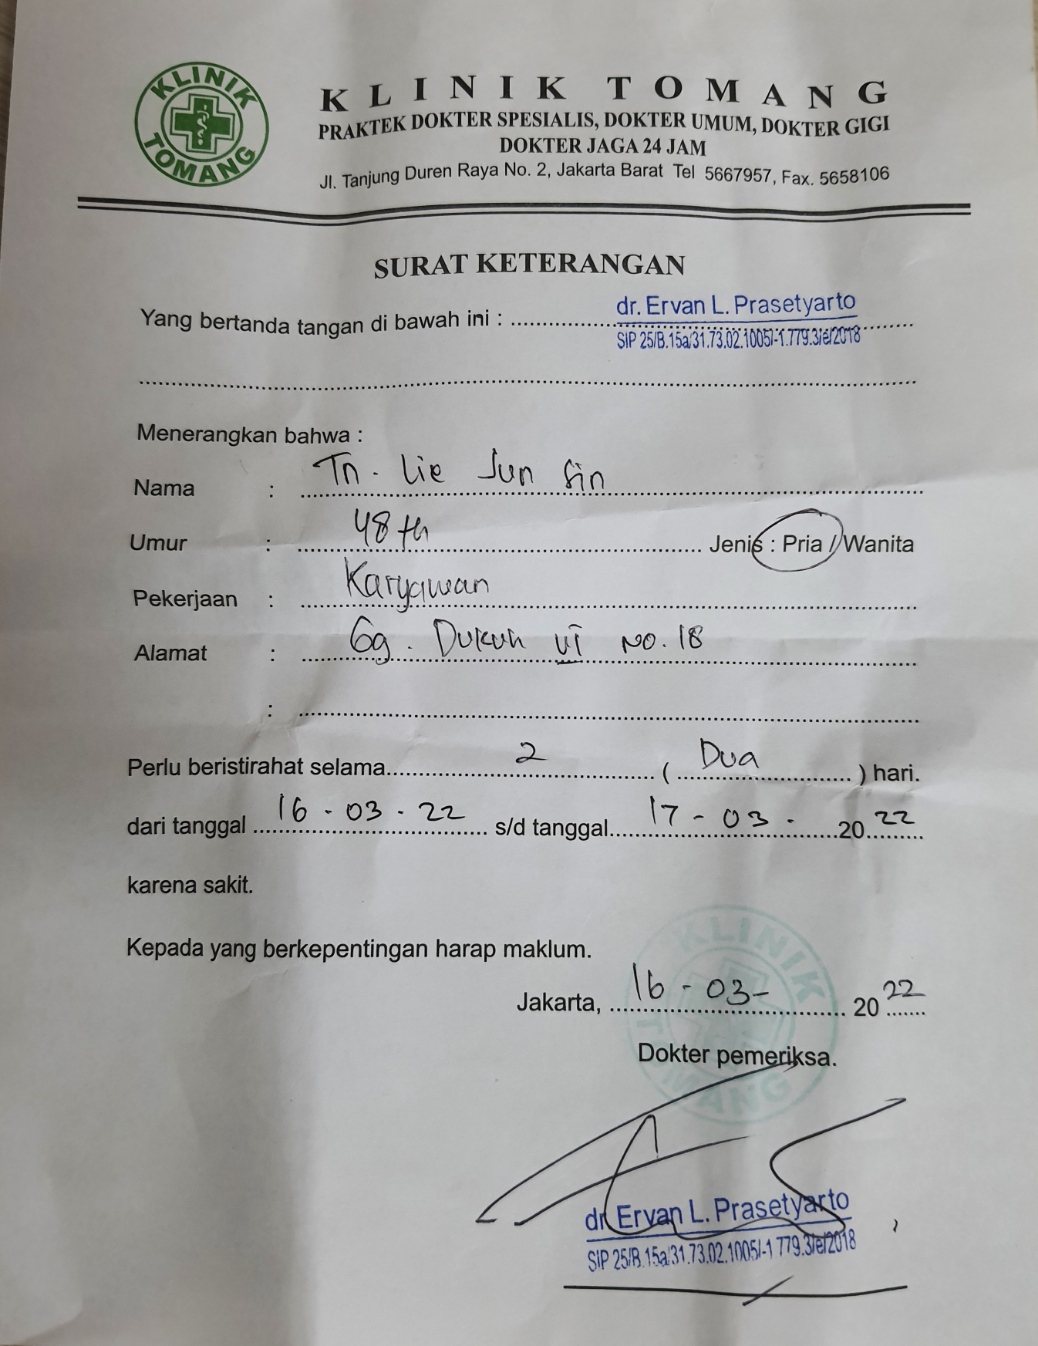 KLINIK TOMANG
KLINIK TOMANG
PRAKTEK DOKTER SPESIALIS, DOKTER UMUM, DOKTER GIGI
DOKTER JAGA 24 JAM
Jl. Tanjung Duren Raya No. 2, Jakarta Barat Tel 5667957, Fax. 5658106
SURAT KETERANGAN
Yang bertanda tangan di bawah ini : dr. Ervan L. Prasetyarto
SIP 25/B.15a/31.73.02.1005/-1.779.3/e/2018
Menerangkan bahwa :
Nama : Tn. Lie Jun Sin
Umur : 48 th Jenis : Pria / Wanita
Pekerjaan : Karyawan
Alamat : Gg. Dukuh VI No. 18
:
Perlu beristirahat selama 2 ( Dua ) hari.
dari tanggal 16 - 03 - 22 s/d tanggal 17 - 03 - 2022
karena sakit.
Kepada yang berkepentingan harap maklum.
KLINIK TOMANG
Jakarta, 16 - 03 - 2022
Dokter pemeriksa.
dr. Ervan L. Prasetyarto
SIP 25/B.15a/31.73.02.1005/-1 779.3/e/2018